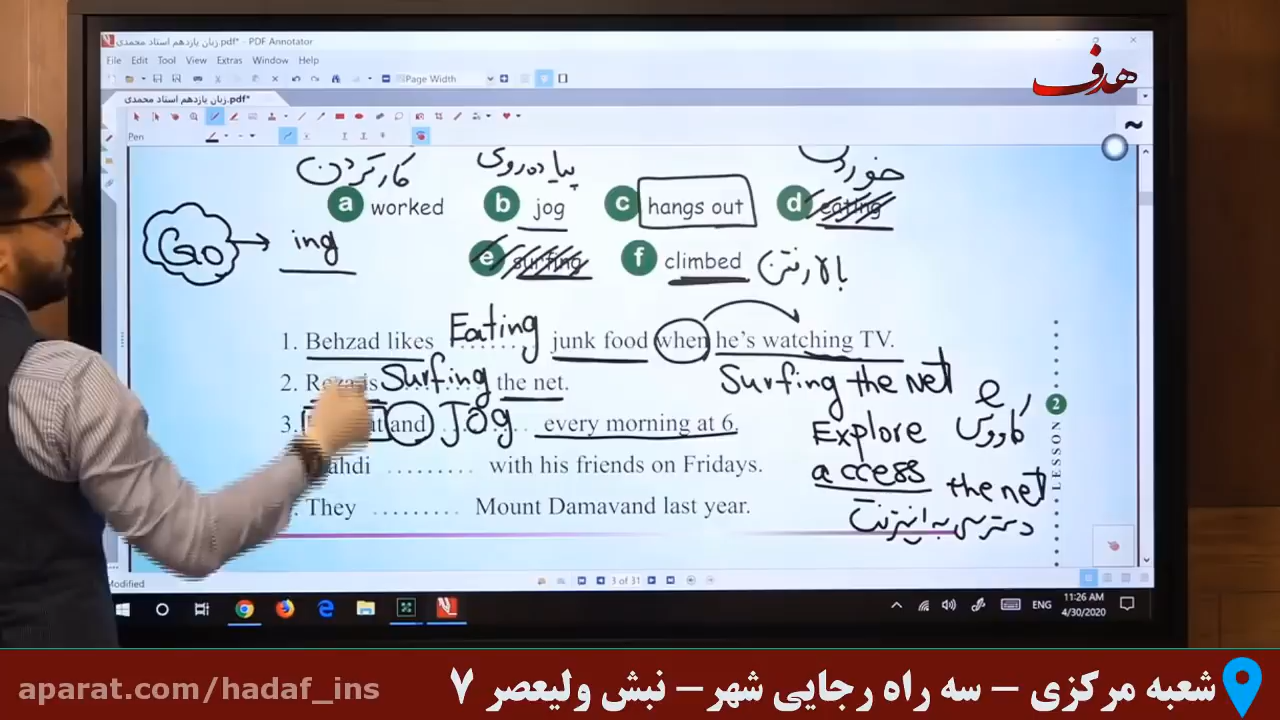 زبان یازدهم استاد محمدی.pdf* - PDF Annotator
هدف
File Edit Tool View Extras Window Help
Page Width
زبان یازدهم استاد محمدی.pdf*
Pen
کار کردن پیاده روی خوردن
a worked b jog c hangs out d eating
Go → ing
e surfing f climbed بالا رفتن
1. Behzad likes Eating junk food when he's watching TV.
2. is Surfing the net.
Surfing the net
3. and Jog every morning at 6.
Explore
with his friends on Fridays.
access the net
They ......... Mount Damavand last year.
دسترسی به اینترنت
LESSON 2
Modified
3 of 31
ENG
11:26 AM
4/30/2020
aparat.com/hadaf_ins
شعبه مرکزی – سه راه رجایی شهر – نبش ولیعصر ۷